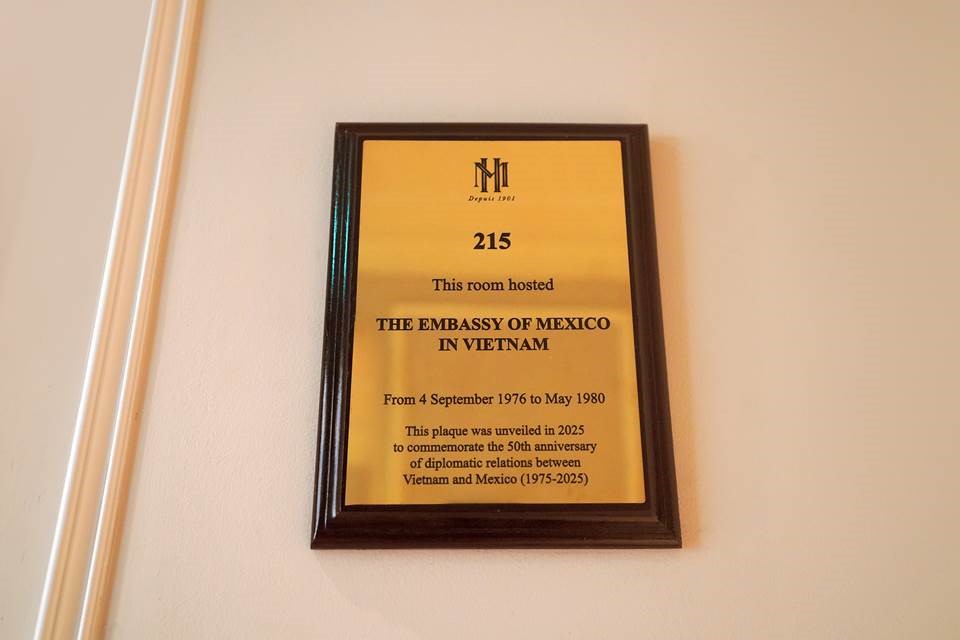 MH
Depuis 1901
215
This room hosted
THE EMBASSY OF MEXICO
IN VIETNAM
From 4 September 1976 to May 1980
This plaque was unveiled in 2025
to commemorate the 50th anniversary
of diplomatic relations between
Vietnam and Mexico (1975-2025)